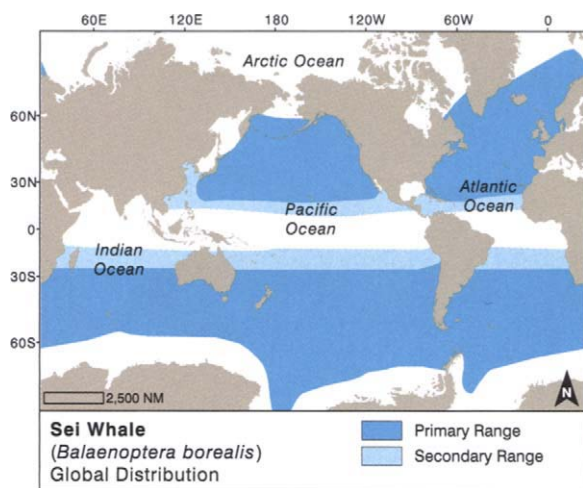 60E 120E 180 120W 60W 0
Arctic Ocean
60N
30N
Atlantic
Ocean
Pacific
Ocean
0
Indian
Ocean
30S
60S
2,500 NM
N
Sei Whale
(Balaenoptera borealis)
Global Distribution
Primary Range
Secondary Range